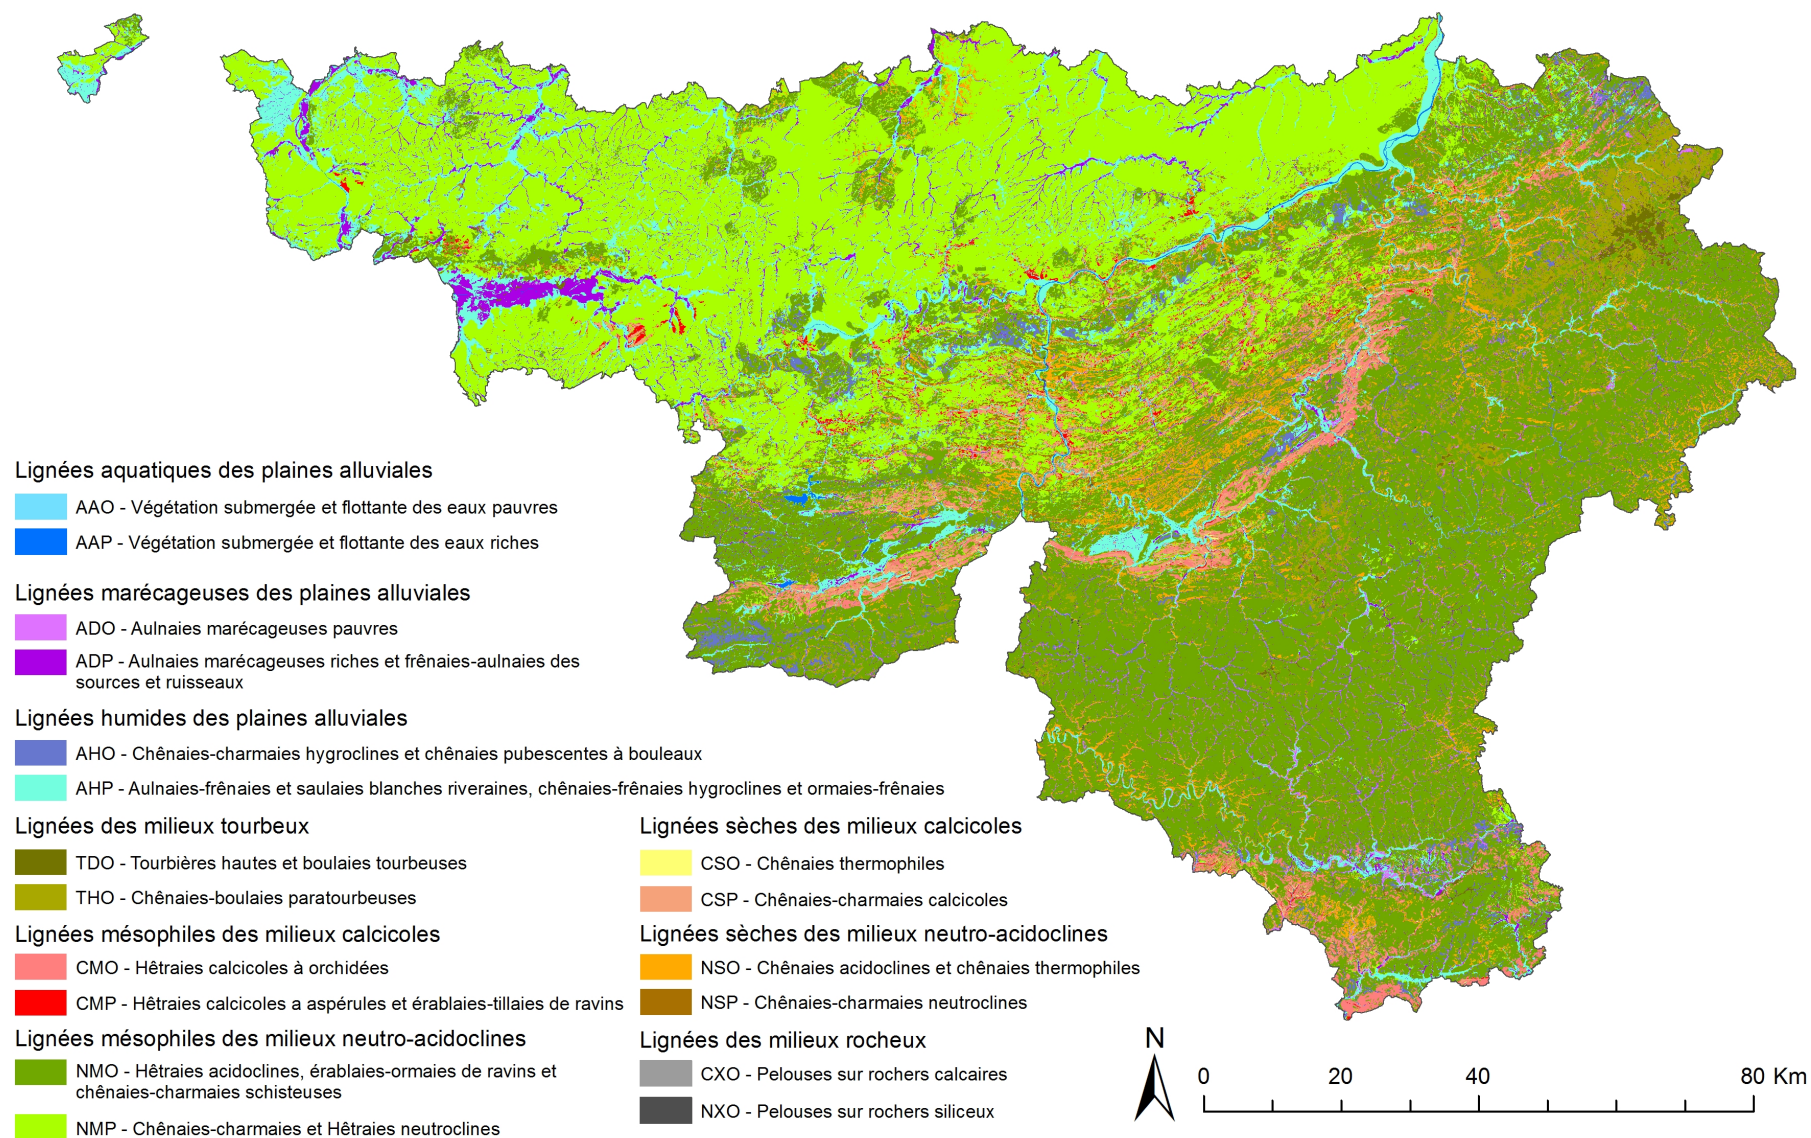 Lignées aquatiques des plaines alluviales
AAO - Végétation submergée et flottante des eaux pauvres
AAP - Végétation submergée et flottante des eaux riches
Lignées marécageuses des plaines alluviales
ADO - Aulnaies marécageuses pauvres
ADP - Aulnaies marécageuses riches et frênaies-aulnaies des
sources et ruisseaux
Lignées humides des plaines alluviales
AHO - Chênaies-charmaies hygroclines et chênaies pubescentes à bouleaux
AHP - Aulnaies-frênaies et saulaies blanches riveraines, chênaies-frênaies hygroclines et ormaies-frênaies
Lignées des milieux tourbeux
TDO - Tourbières hautes et boulaies tourbeuses
THO - Chênaies-boulaies paratourbeuses
Lignées mésophiles des milieux calcicoles
CMO - Hêtraies calcicoles à orchidées
CMP - Hêtraies calcicoles a aspérules et érablaies-tillaies de ravins
Lignées mésophiles des milieux neutro-acidoclines
NMO - Hêtraies acidoclines, érablaies-ormaies de ravins et
chênaies-charmaies schisteuses
NMP - Chênaies-charmaies et Hêtraies neutroclines
Lignées sèches des milieux calcicoles
CSO - Chênaies thermophiles
CSP - Chênaies-charmaies calcicoles
Lignées sèches des milieux neutro-acidoclines
NSO - Chênaies acidoclines et chênaies thermophiles
NSP - Chênaies-charmaies neutroclines
Lignées des milieux rocheux
CXO - Pelouses sur rochers calcaires
NXO - Pelouses sur rochers siliceux
N
0 20 40 80 Km